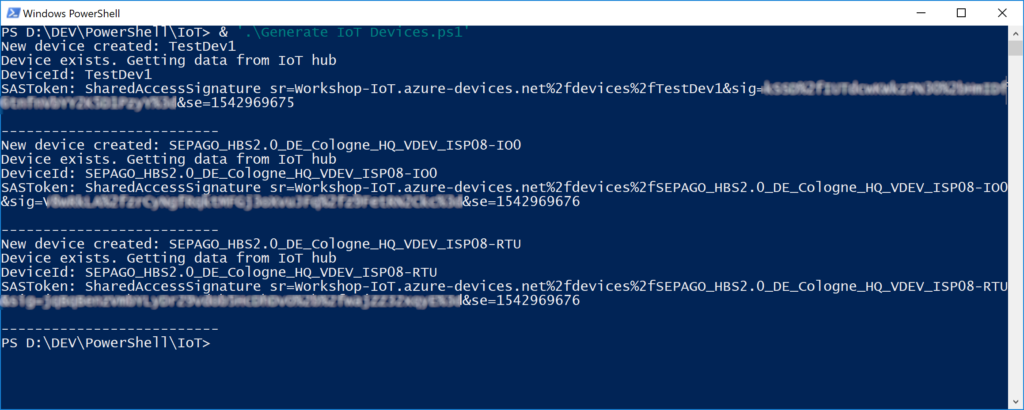 Windows PowerShell
PS D:\DEV\PowerShell\IoT> & '.\Generate IoT Devices.ps1'
New device created: TestDev1
Device exists. Getting data from IoT hub
DeviceId: TestDev1
SASToken: SharedAccessSignature sr=Workshop-IoT.azure-devices.net%2fdevices%2fTestDev1&sig=
&se=1542969675
---------------------------
New device created: SEPAGO_HBS2.0_DE_Cologne_HQ_VDEV_ISP08-IO0
Device exists. Getting data from IoT hub
DeviceId: SEPAGO_HBS2.0_DE_Cologne_HQ_VDEV_ISP08-IO0
SASToken: SharedAccessSignature sr=Workshop-IoT.azure-devices.net%2fdevices%2fSEPAGO_HBS2.0_DE_Cologne_HQ_VDEV_ISP08-IO0
&sig= &se=1542969676
---------------------------
New device created: SEPAGO_HBS2.0_DE_Cologne_HQ_VDEV_ISP08-RTU
Device exists. Getting data from IoT hub
DeviceId: SEPAGO_HBS2.0_DE_Cologne_HQ_VDEV_ISP08-RTU
SASToken: SharedAccessSignature sr=Workshop-IoT.azure-devices.net%2fdevices%2fSEPAGO_HBS2.0_DE_Cologne_HQ_VDEV_ISP08-RTU
&se=1542969676
---------------------------
PS D:\DEV\PowerShell\IoT>